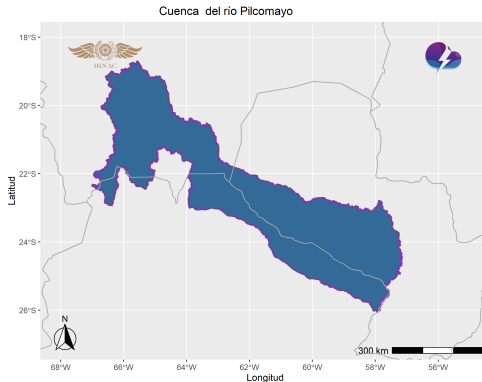 Cuenca  del río Pilcomayo
DINAC
18°S
20°S
22°S
24°S
26°S
Latitud
68°W
66°W
64°W
62°W
60°W
58°W
56°W
Longitud
N
300 km